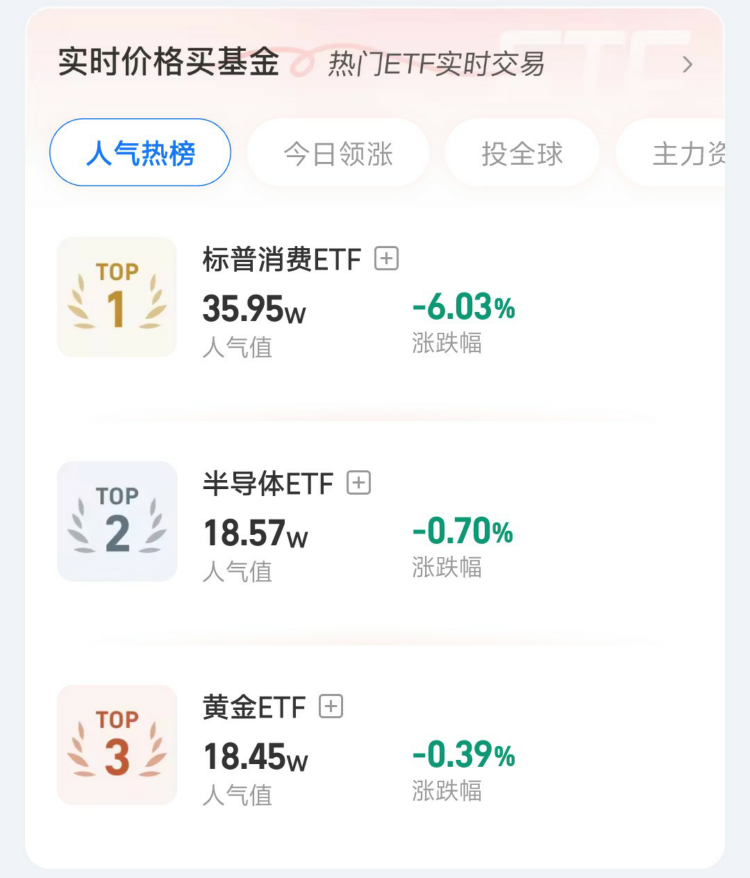 实时价格买基金 热门ETF实时交易
人气热榜 今日领涨 投全球 主力资
TOP 1
标普消费ETF
35.95w -6.03%
人气值 涨跌幅
TOP 2
半导体ETF
18.57w -0.70%
人气值 涨跌幅
TOP 3
黄金ETF
18.45w -0.39%
人气值 涨跌幅